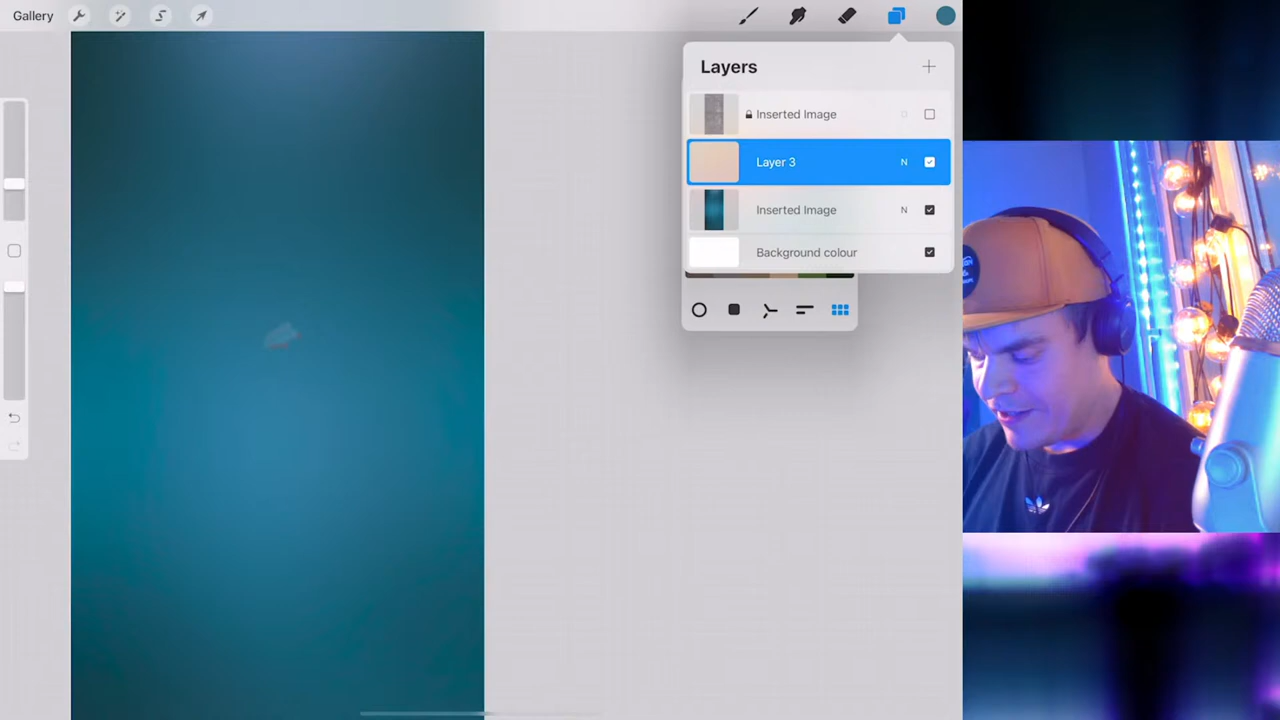 Gallery
Layers
Inserted Image
Layer 3 N
Inserted Image N
Background colour